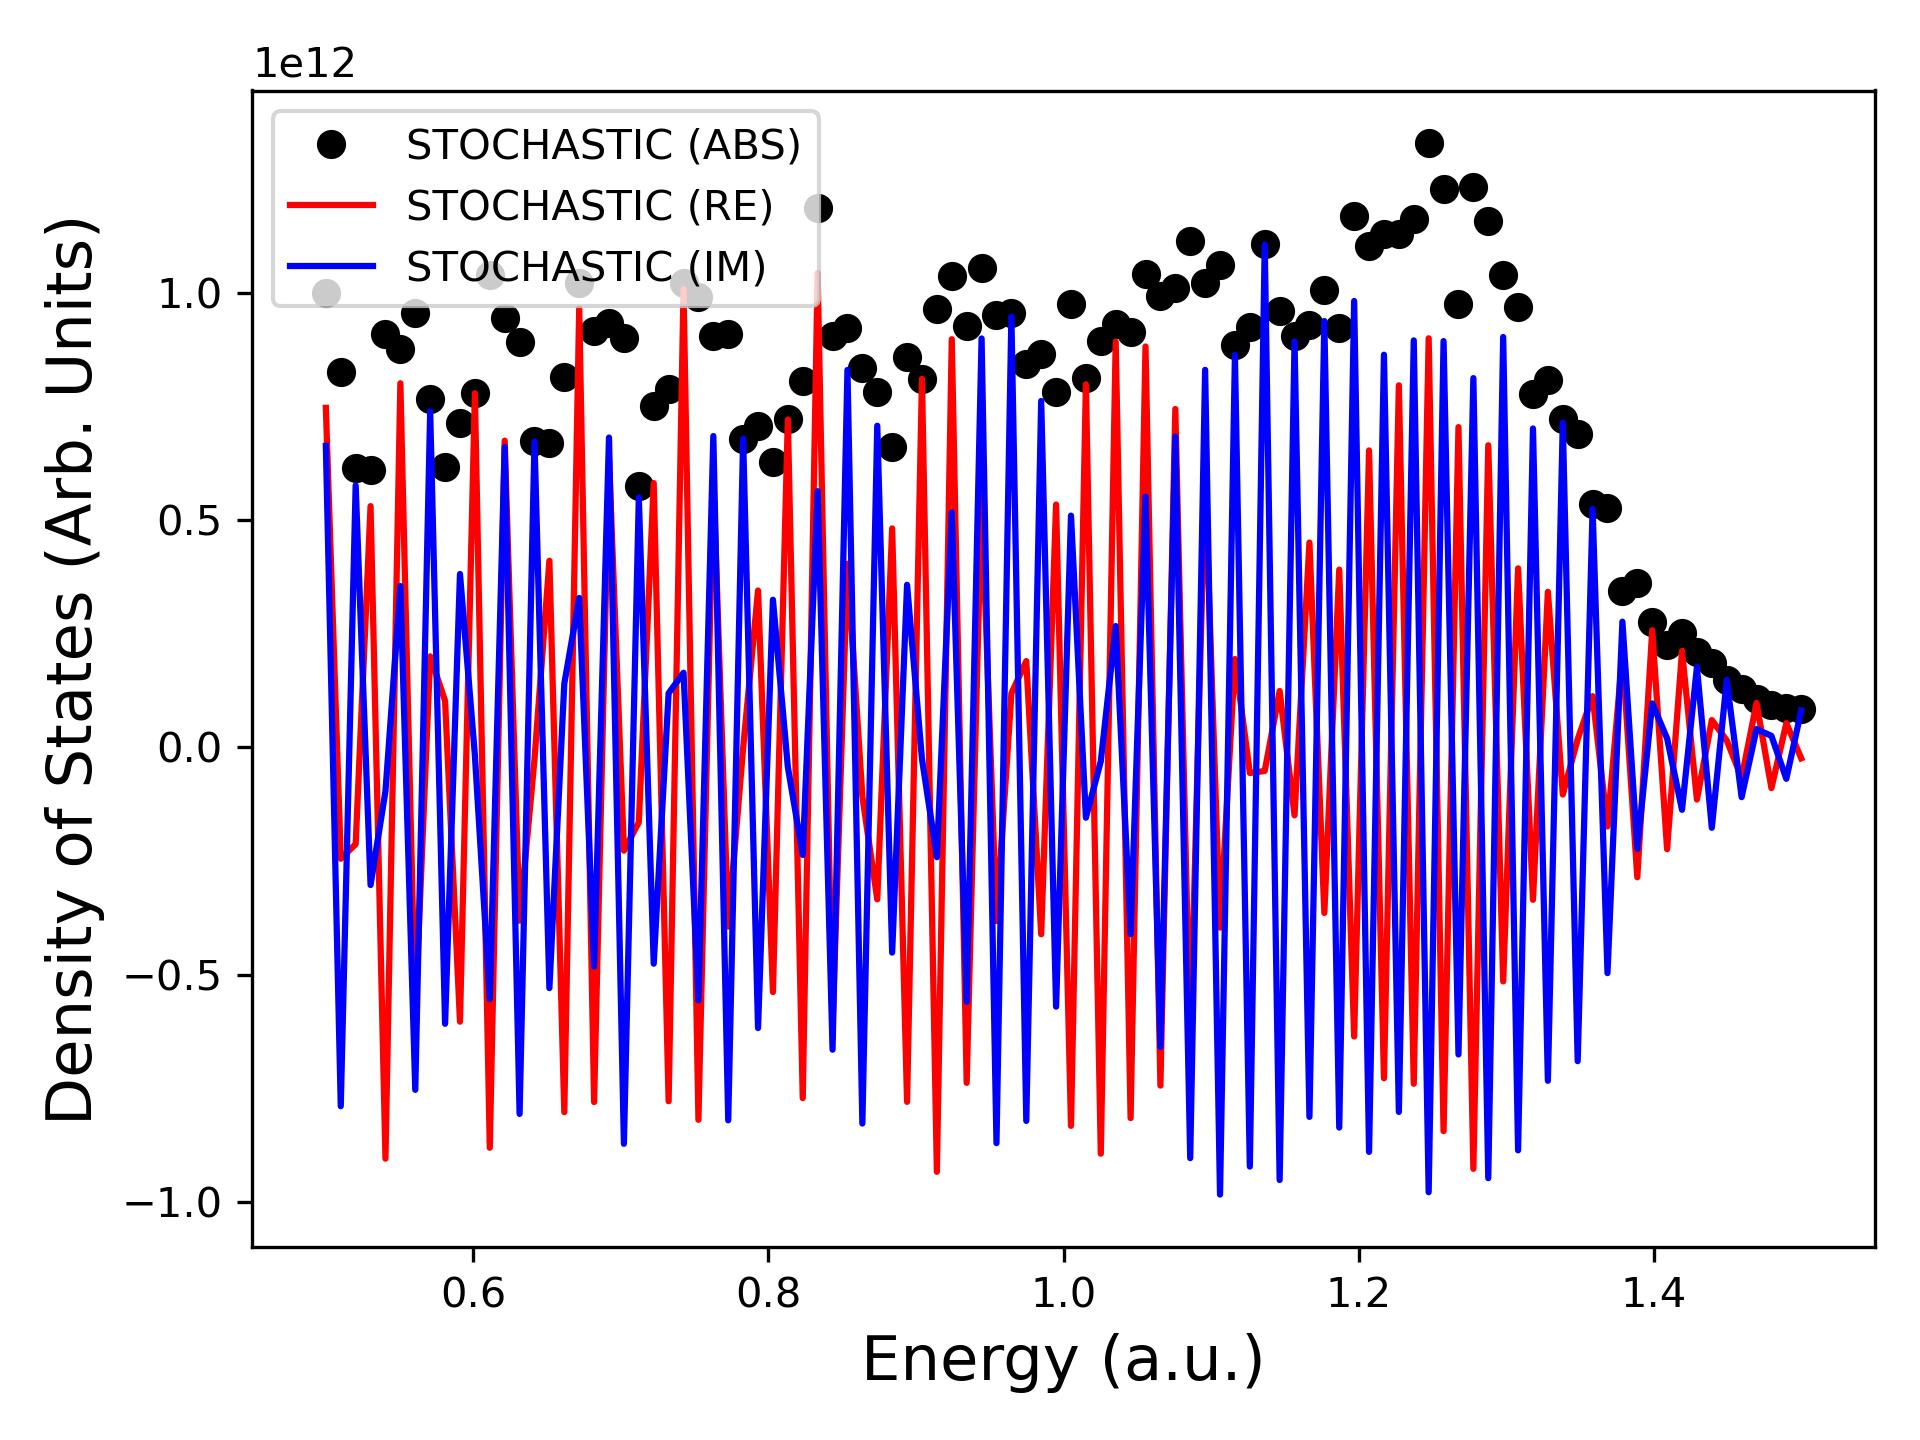 1e12
STOCHASTIC (ABS)
STOCHASTIC (RE)
STOCHASTIC (IM)
Density of States (Arb. Units)
1.0
0.5
0.0
−0.5
−1.0
0.6 0.8 1.0 1.2 1.4
Energy (a.u.)